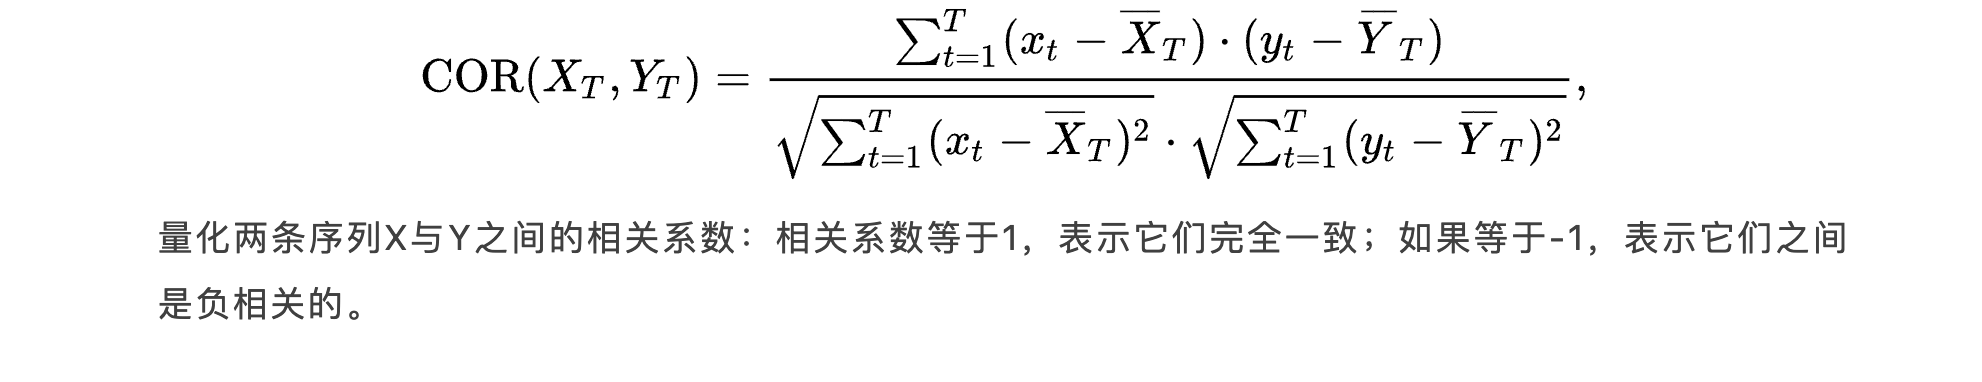 COR(X_T, Y_T) = \frac{\sum_{t=1}^{T}(x_t - \overline{X}_T) \cdot (y_t - \overline{Y}_T)}{\sqrt{\sum_{t=1}^{T}(x_t - \overline{X}_T)^2} \cdot \sqrt{\sum_{t=1}^{T}(y_t - \overline{Y}_T)^2}},
量化两条序列X与Y之间的相关系数：相关系数等于1，表示它们完全一致；如果等于-1，表示它们之间
是负相关的。